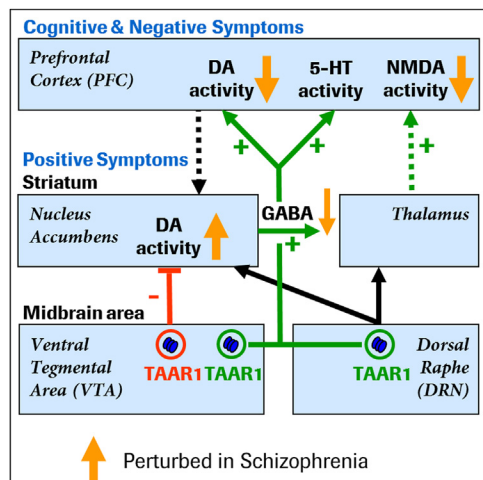 Cognitive & Negative Symptoms
Prefrontal
Cortex (PFC)
DA
activity
5-HT
activity
NMDA
activity
+
+
+
Positive Symptoms
Striatum
Nucleus
Accumbens
DA
activity
GABA
+
Thalamus
-
Midbrain area
Ventral
Tegmental
Area (VTA)
TAAR1
TAAR1
TAAR1
Dorsal
Raphe
(DRN)
Perturbed in Schizophrenia